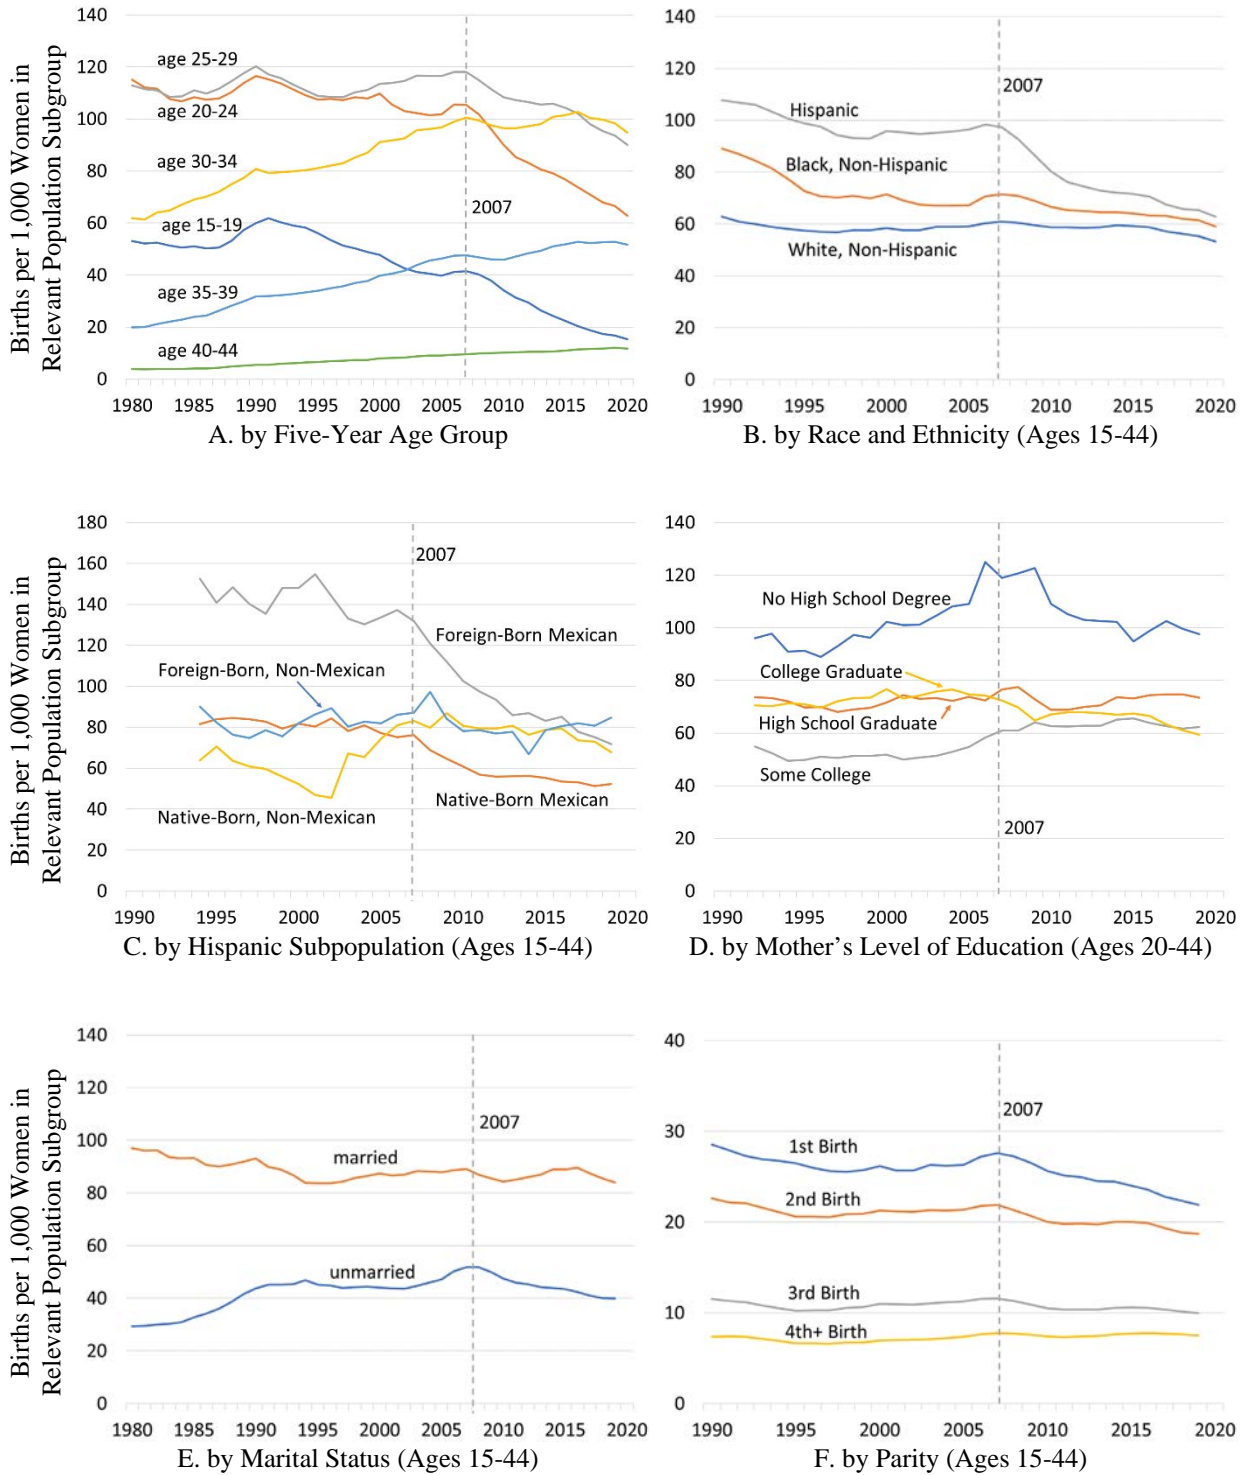 Births per 1,000 Women in
Relevant Population Subgroup
140
120
100
80
60
40
20
0
age 25-29
age 20-24
age 30-34
age 15-19
age 35-39
age 40-44
2007
1980 1985 1990 1995 2000 2005 2010 2015 2020
A. by Five-Year Age Group
140
120
100
80
60
40
20
0
2007
Hispanic
Black, Non-Hispanic
White, Non-Hispanic
1990 1995 2000 2005 2010 2015 2020
B. by Race and Ethnicity (Ages 15-44)
Births per 1,000 Women in
Relevant Population Subgroup
180
160
140
120
100
80
60
40
20
0
2007
Foreign-Born Mexican
Foreign-Born, Non-Mexican
Native-Born Mexican
Native-Born, Non-Mexican
1990 1995 2000 2005 2010 2015 2020
C. by Hispanic Subpopulation (Ages 15-44)
140
120
100
80
60
40
20
0
No High School Degree
College Graduate
High School Graduate
Some College
2007
1990 1995 2000 2005 2010 2015 2020
D. by Mother's Level of Education (Ages 20-44)
Births per 1,000 Women in
Relevant Population Subgroup
140
120
100
80
60
40
20
0
2007
married
unmarried
1980 1985 1990 1995 2000 2005 2010 2015 2020
E. by Marital Status (Ages 15-44)
40
30
20
10
0
2007
1st Birth
2nd Birth
3rd Birth
4th+ Birth
1990 1995 2000 2005 2010 2015 2020
F. by Parity (Ages 15-44)